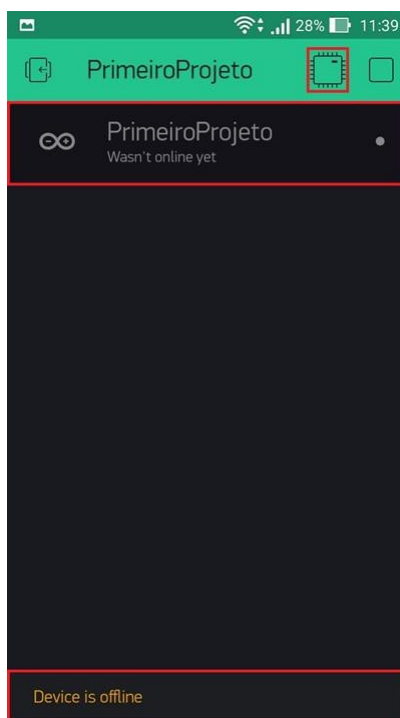 28% 11:39
PrimeiroProjeto
PrimeiroProjeto
Wasn't online yet
Device is offline